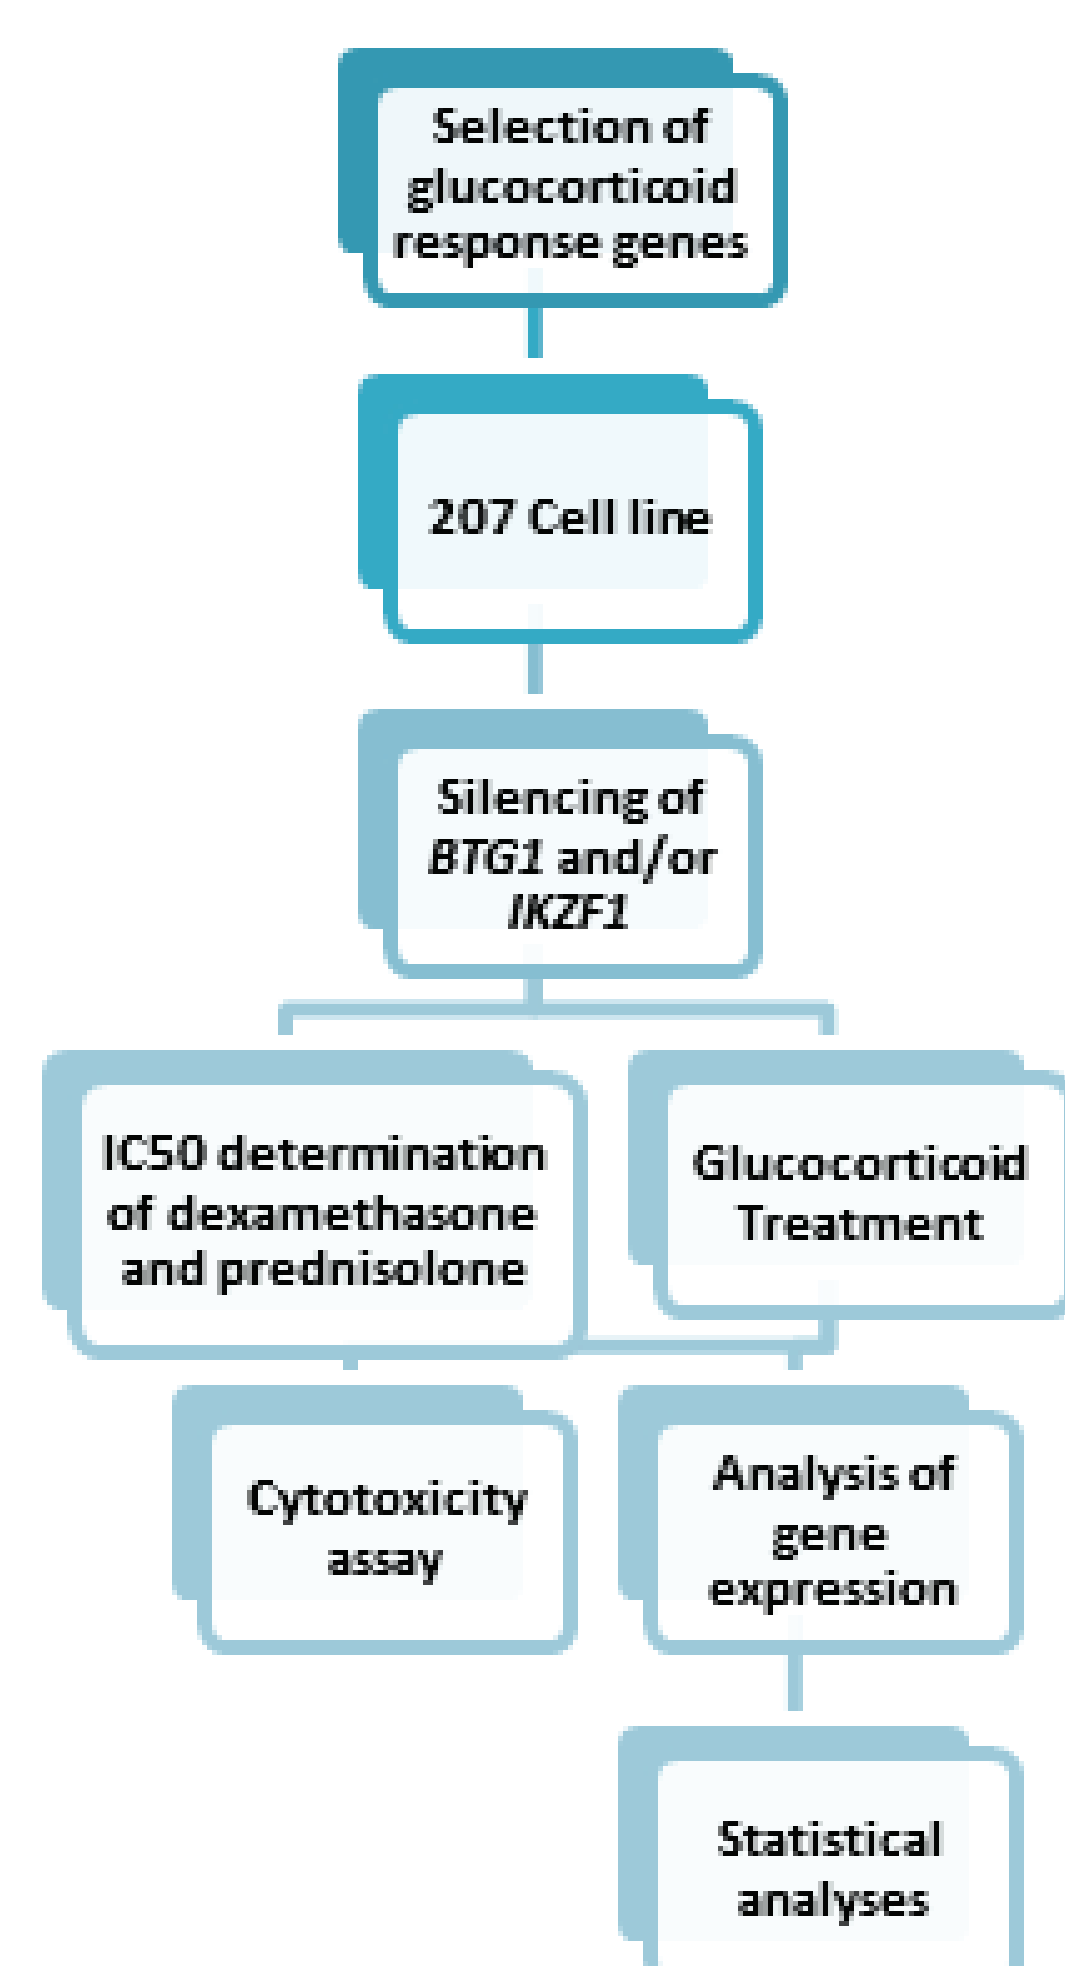 Selection of
glucocorticoid
response genes
207 Cell line
Silencing of
BTG1 and/or
IKZF1
IC50 determination
of dexamethasone
and prednisolone
Glucocorticoid
Treatment
Cytotoxicity
assay
Analysis of
gene
expression
Statistical
analyses